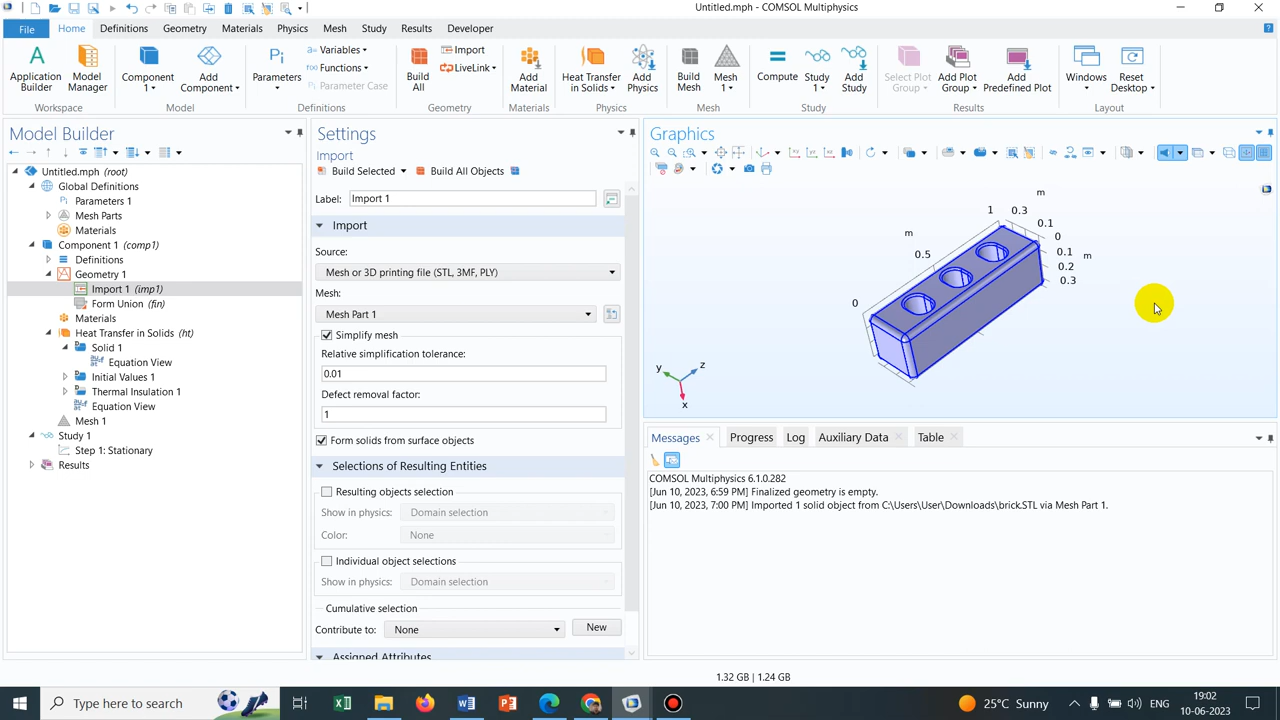 Untitled.mph - COMSOL Multiphysics
File Home Definitions Geometry Materials Physics Mesh Study Results Developer
Application Builder
Model Manager
Workspace
Component 1
Add Component
Model
Pi
Parameters
a= Variables
f(x) Functions
Pi Parameter Case
Definitions
Build All
Import
LiveLink
Geometry
Add Material
Materials
Heat Transfer in Solids
Add Physics
Physics
Build Mesh
Mesh 1
Mesh
Compute
Study 1
Add Study
Study
Select Plot Group
Add Plot Group
Add Predefined Plot
Results
Windows
Reset Desktop
Layout
Model Builder
Untitled.mph (root)
Global Definitions
Pi Parameters 1
Mesh Parts
Materials
Component 1 (comp1)
Definitions
Geometry 1
Import 1 (imp1)
Form Union (fin)
Materials
Heat Transfer in Solids (ht)
Solid 1
Equation View
Initial Values 1
Thermal Insulation 1
Equation View
Mesh 1
Study 1
Step 1: Stationary
Results
Settings
Import
Build Selected Build All Objects
Label: Import 1
Import
Source:
Mesh or 3D printing file (STL, 3MF, PLY)
Mesh:
Mesh Part 1
Simplify mesh
Relative simplification tolerance:
0.01
Defect removal factor:
1
Form solids from surface objects
Selections of Resulting Entities
Resulting objects selection
Show in physics: Domain selection
Color: None
Individual object selections
Show in physics: Domain selection
Cumulative selection
Contribute to: None New
Assigned Attributes
Graphics
m
1 0.3
0.1
m 0
0.5 0.1 m
0.2
0.3
0
y z
x
Messages Progress Log Auxiliary Data Table
COMSOL Multiphysics 6.1.0.282
[Jun 10, 2023, 6:59 PM] Finalized geometry is empty.
[Jun 10, 2023, 7:00 PM] Imported 1 solid object from C:\Users\User\Downloads\brick.STL via Mesh Part 1.
1.32 GB | 1.24 GB
Type here to search
25°C Sunny
ENG
19:02
10-06-2023